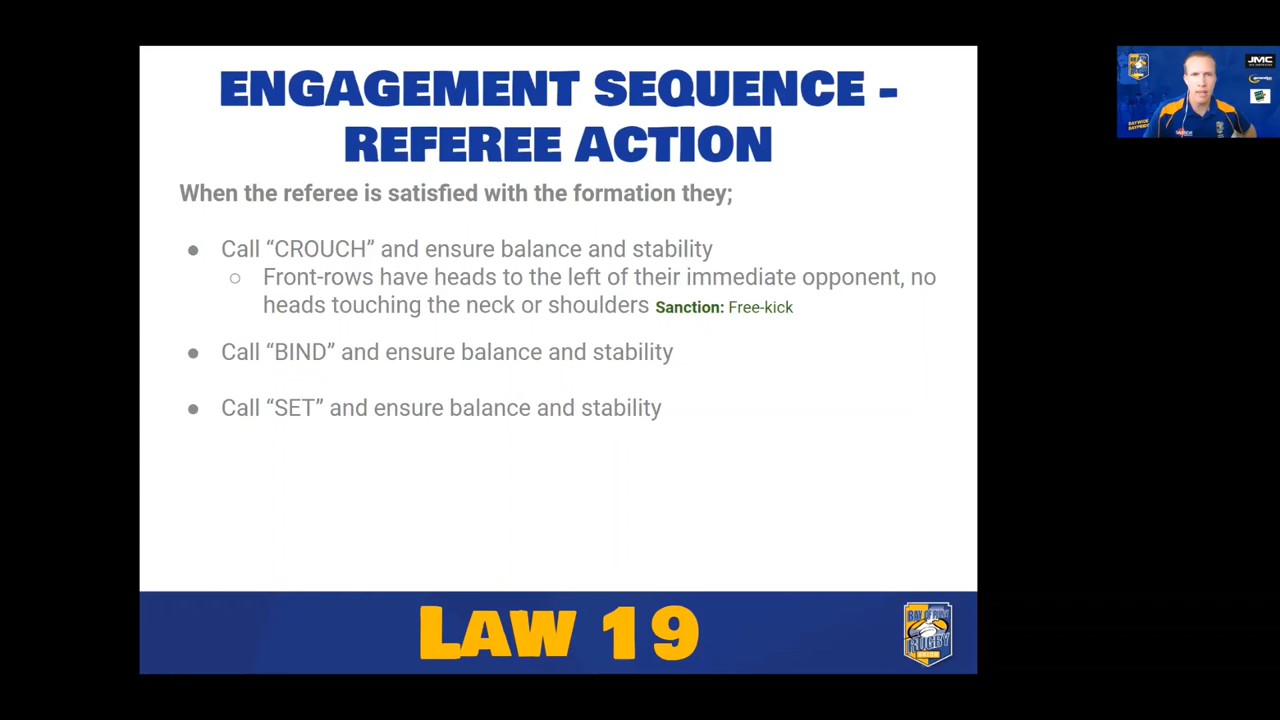 ENGAGEMENT SEQUENCE -
REFEREE ACTION
When the referee is satisfied with the formation they;
● Call “CROUCH” and ensure balance and stability
○ Front-rows have heads to the left of their immediate opponent, no
heads touching the neck or shoulders Sanction: Free-kick
● Call “BIND” and ensure balance and stability
● Call “SET” and ensure balance and stability
LAW 19
RUGBY
UNION
JMC